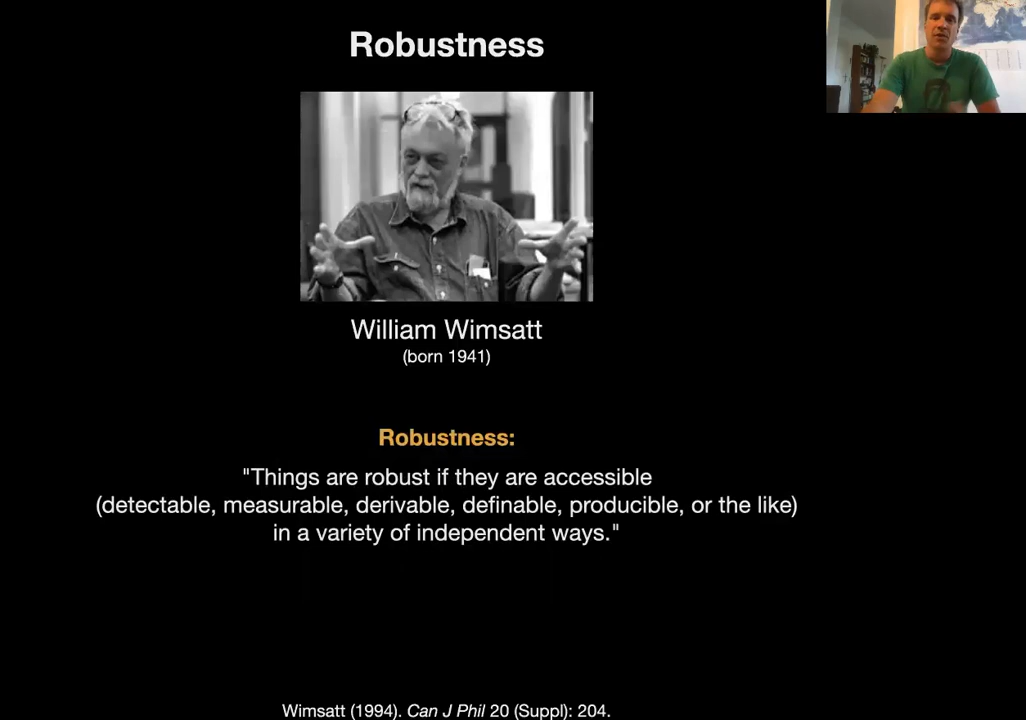 Robustness
William Wimsatt
(born 1941)
Robustness:
"Things are robust if they are accessible
(detectable, measurable, derivable, definable, producible, or the like)
in a variety of independent ways."
Wimsatt (1994). Can J Phil 20 (Suppl): 204.